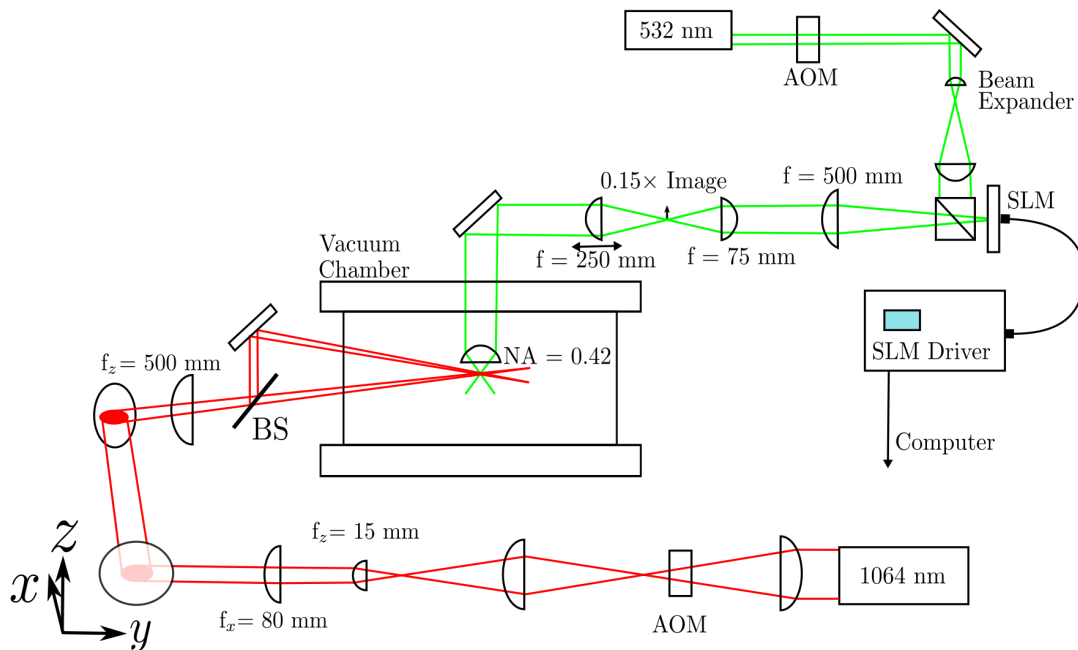 532 nm
AOM
Beam
Expander
0.15× Image
f = 500 mm
SLM
Vacuum
Chamber
f = 250 mm
f = 75 mm
NA = 0.42
SLM Driver
f_z= 500 mm
BS
Computer
f_z= 15 mm
z
x
y
1064 nm
f_x= 80 mm
AOM